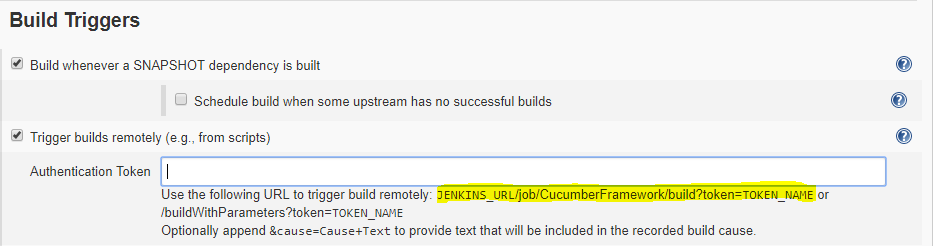 Build Triggers
Build whenever a SNAPSHOT dependency is built
Schedule build when some upstream has no successful builds
Trigger builds remotely (e.g., from scripts)
Authentication Token
Use the following URL to trigger build remotely: JENKINS_URL/job/CucumberFramework/build?token=TOKEN_NAME or
/buildWithParameters?token=TOKEN_NAME
Optionally append &cause=Cause+Text to provide text that will be included in the recorded build cause.